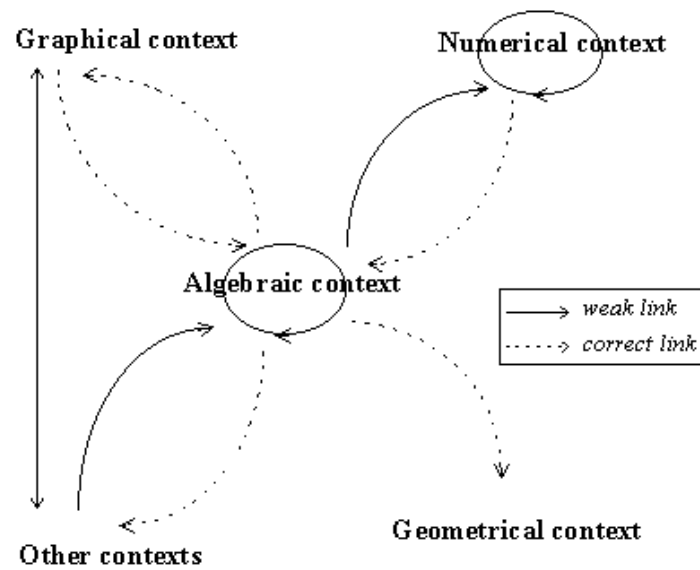 Graphical context
Numerical context
Algebraic context
weak link
correct link
Geometrical context
Other contexts